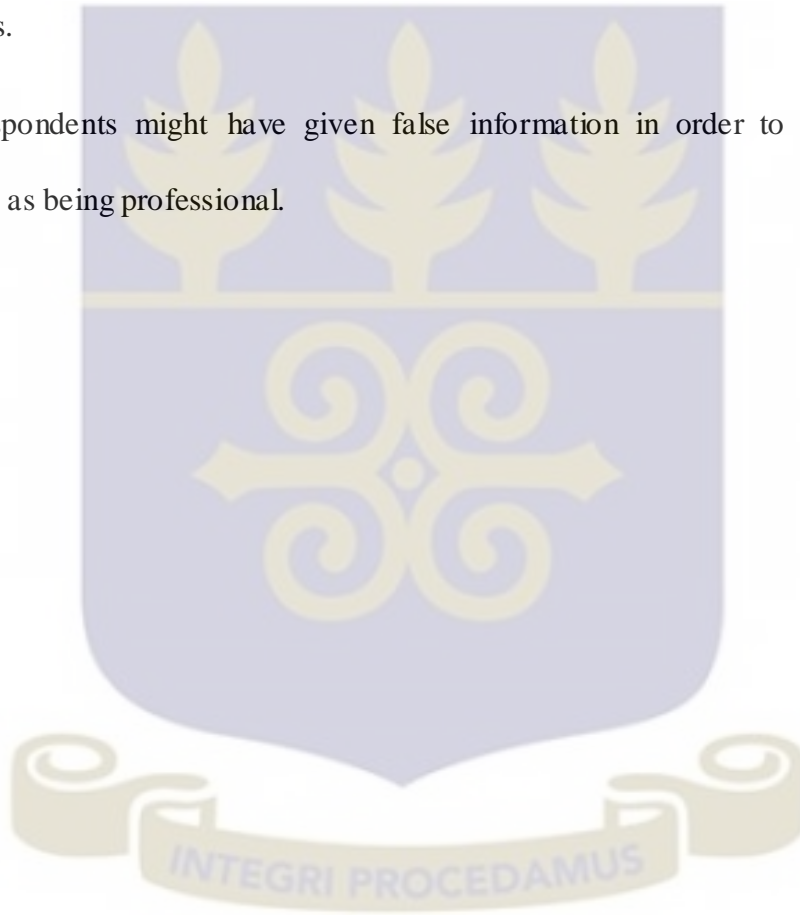 s.
pondents might have given false information in order to
as being professional.
INTEGRI PROCEDAMUS